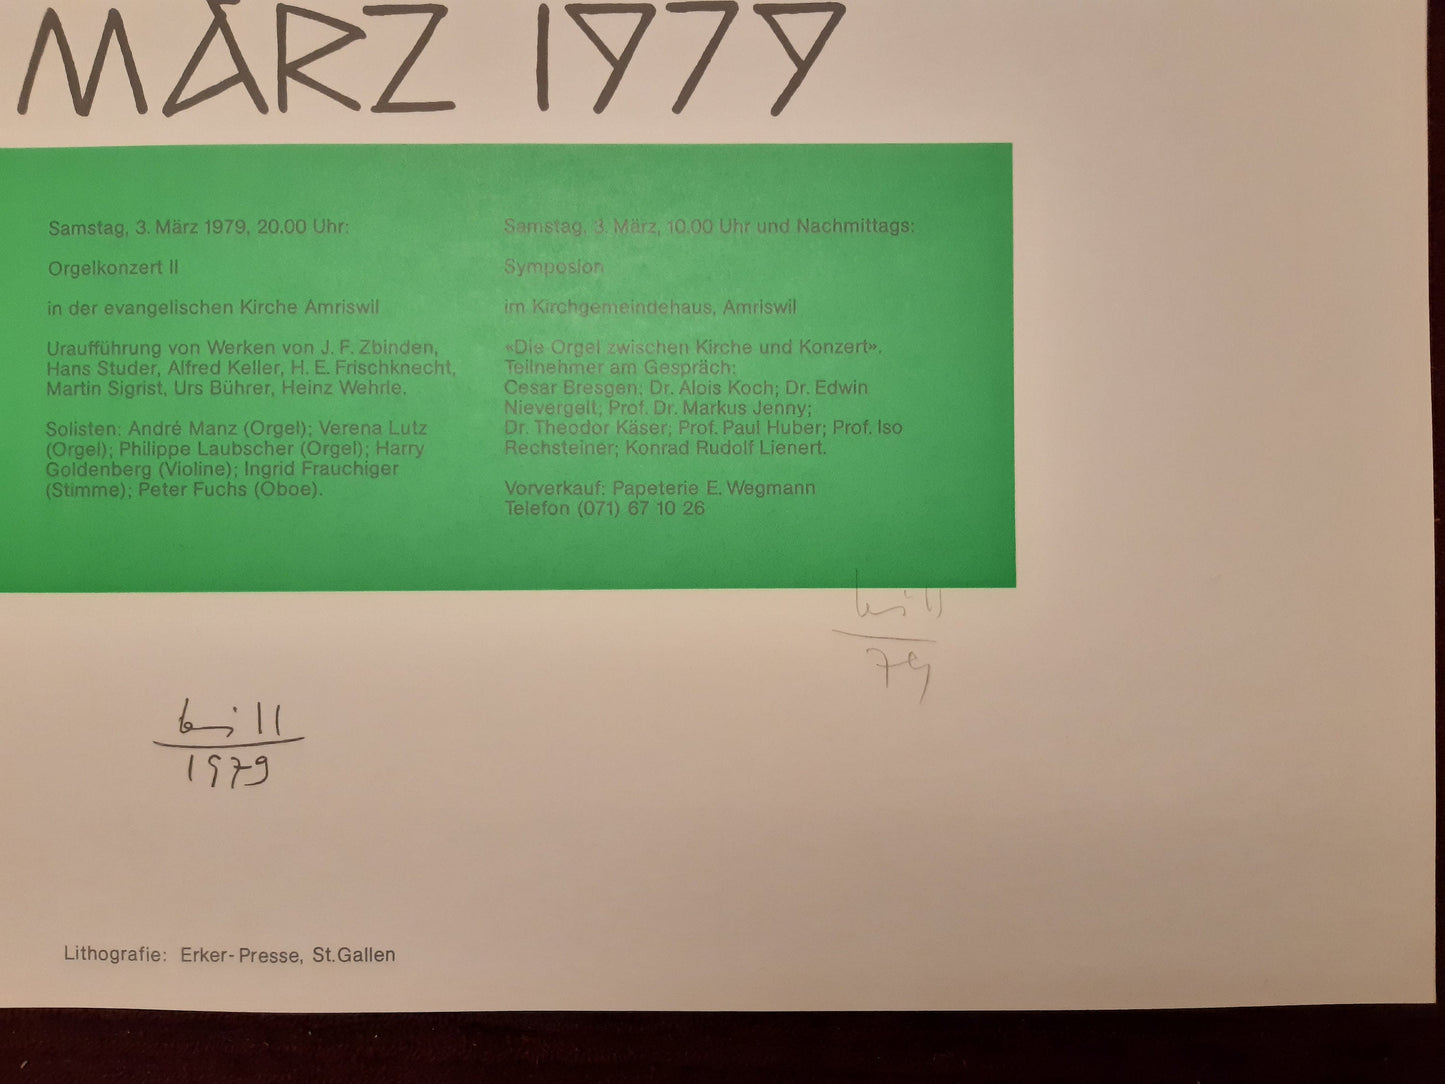 MÄRZ 1979
Samstag, 3. März 1979, 20.00 Uhr:
Orgelkonzert II
in der evangelischen Kirche Amriswil
Uraufführung von Werken von J. F. Zbinden,
Hans Studer, Alfred Keller, H. E. Frischknecht,
Martin Sigrist, Urs Bührer, Heinz Wehrle.
Solisten: André Manz (Orgel); Verena Lutz
(Orgel); Philippe Laubscher (Orgel); Harry
Goldenberg (Violine); Ingrid Frauchiger
(Stimme); Peter Fuchs (Oboe).
Samstag, 3. März, 10.00 Uhr und Nachmittags:
Symposion
im Kirchgemeindehaus, Amriswil
«Die Orgel zwischen Kirche und Konzert».
Teilnehmer am Gespräch:
Cesar Bresgen; Dr. Alois Koch; Dr. Edwin
Nievergelt; Prof. Dr. Markus Jenny;
Dr. Theodor Käser; Prof. Paul Huber; Prof. Iso
Rechsteiner; Konrad Rudolf Lienert.
Vorverkauf: Papeterie E. Wegmann
Telefon (071) 67 10 26
bill
79
bill
1979
Lithografie: Erker-Presse, St.Gallen